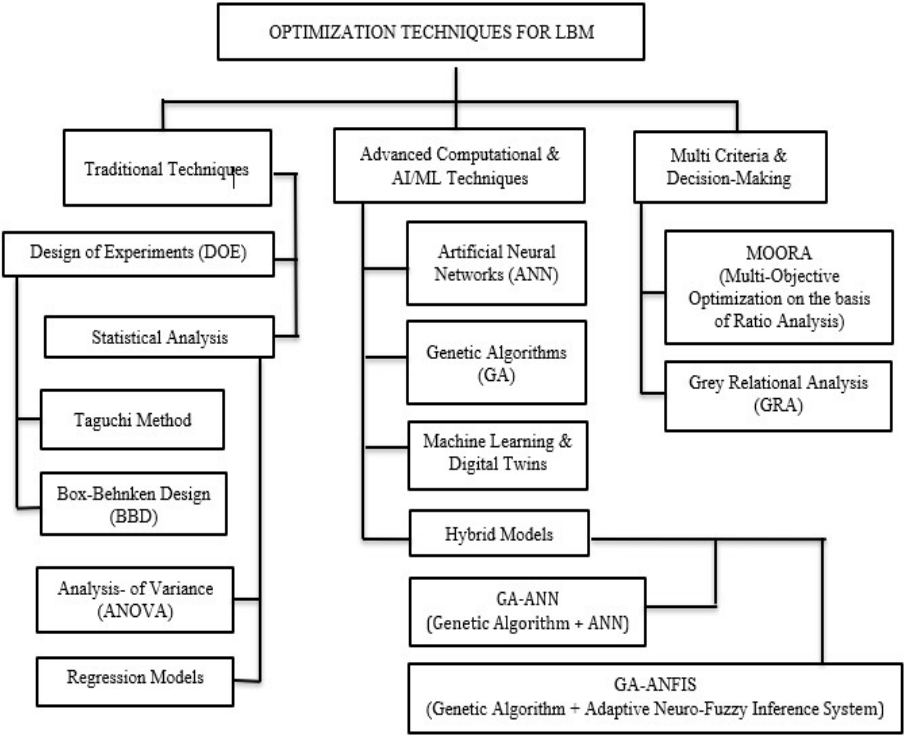 OPTIMIZATION TECHNIQUES FOR LBM
Traditional Techniques
Design of Experiments (DOE)
Statistical Analysis
Taguchi Method
Box-Behnken Design
(BBD)
Analysis- of Variance
(ANOVA)
Regression Models
Advanced Computational &
AI/ML Techniques
Artificial Neural
Networks (ANN)
Genetic Algorithms
(GA)
Machine Learning &
Digital Twins
Hybrid Models
GA-ANN
(Genetic Algorithm + ANN)
GA-ANFIS
(Genetic Algorithm + Adaptive Neuro-Fuzzy Inference System)
Multi Criteria &
Decision-Making
MOORA
(Multi-Objective
Optimization on the basis
of Ratio Analysis)
Grey Relational Analysis
(GRA)